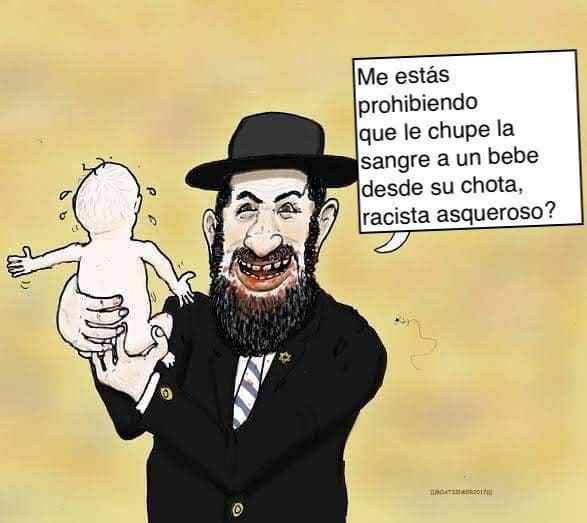 Me estás
prohibiendo
que le chupe la
sangre a un bebe
desde su chota,
racista asqueroso?